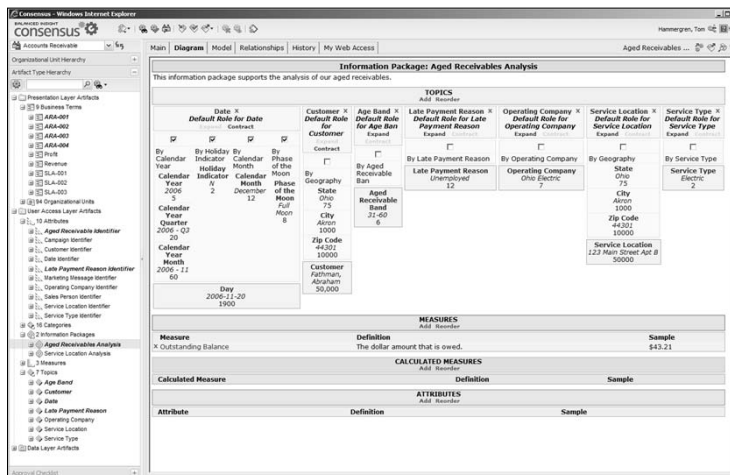 Consensus - Windows Internet Explorer
BALANCED INSIGHT
consensus
Hammergren, Tom
Accounts Receivable
Main Diagram Model Relationships History My Web Access
Aged Receivables ...
Organizational Unit Hierarchy
Artifact Type Hierarchy
Presentation Layer Artifacts
9 Business Terms
ARA-001
ARA-002
ARA-003
ARA-004
Profit
Revenue
SLA-001
SLA-002
SLA-003
94 Organizational Units
User Access Layer Artifacts
10 Attributes
Aged Receivable Identifier
Campaign Identifier
Customer Identifier
Date Identifier
Late Payment Reason Identifier
Marketing Message Identifier
Operating Company Identifier
Sales Person Identifier
Service Location Identifier
Service Type Identifier
16 Categories
2 Information Packages
Aged Receivables Analysis
Service Location Analysis
3 Measures
7 Topics
Age Band
Customer
Date
Late Payment Reason
Operating Company
Service Location
Service Type
Data Layer Artifacts
Approval Checklist
Information Package: Aged Receivables Analysis
This information package supports the analysis of our aged receivables.
TOPICS
Add Reorder
Date ×
Default Role for Date
Expand Contract
By Calendar Year
Calendar Year
2006
5
Calendar Year Quarter
2006 - Q3
20
Calendar Year Month
2006 - 11
60
By Holiday Indicator
Holiday Indicator
N
2
By Calendar Month
Calendar Month
December
12
By Phase of the Moon
Phase of the Moon
Full Moon
8
Day
2006-11-20
1900
Customer ×
Default Role for Customer
Expand
Contract
By Geography
State
Ohio
75
City
Akron
1000
Zip Code
44301
10000
Customer
Fathman, Abraham
50,000
Age Band ×
Default Role for Age Ban
Expand
Contract
By Aged Receivable Ban
Aged Receivable Band
31-60
6
Late Payment Reason ×
Default Role for Late Payment Reason
Expand Contract
By Late Payment Reason
Late Payment Reason
Unemployed
12
Operating Company ×
Default Role for Operating Company
Expand Contract
By Operating Company
Operating Company
Ohio Electric
7
Service Location ×
Default Role for Service Location
Expand Contract
By Geography
State
Ohio
75
City
Akron
1000
Zip Code
44301
10000
Service Location
123 Main Street Apt B
50000
Service Type ×
Default Role for Service Type
Expand Contract
By Service Type
Service Type
Electric
2
MEASURES
Add Reorder
Measure Definition Sample
× Outstanding Balance The dollar amount that is owed. $43.21
CALCULATED MEASURES
Add Reorder
Calculated Measure Definition Sample
ATTRIBUTES
Add Reorder
Attribute Definition Sample